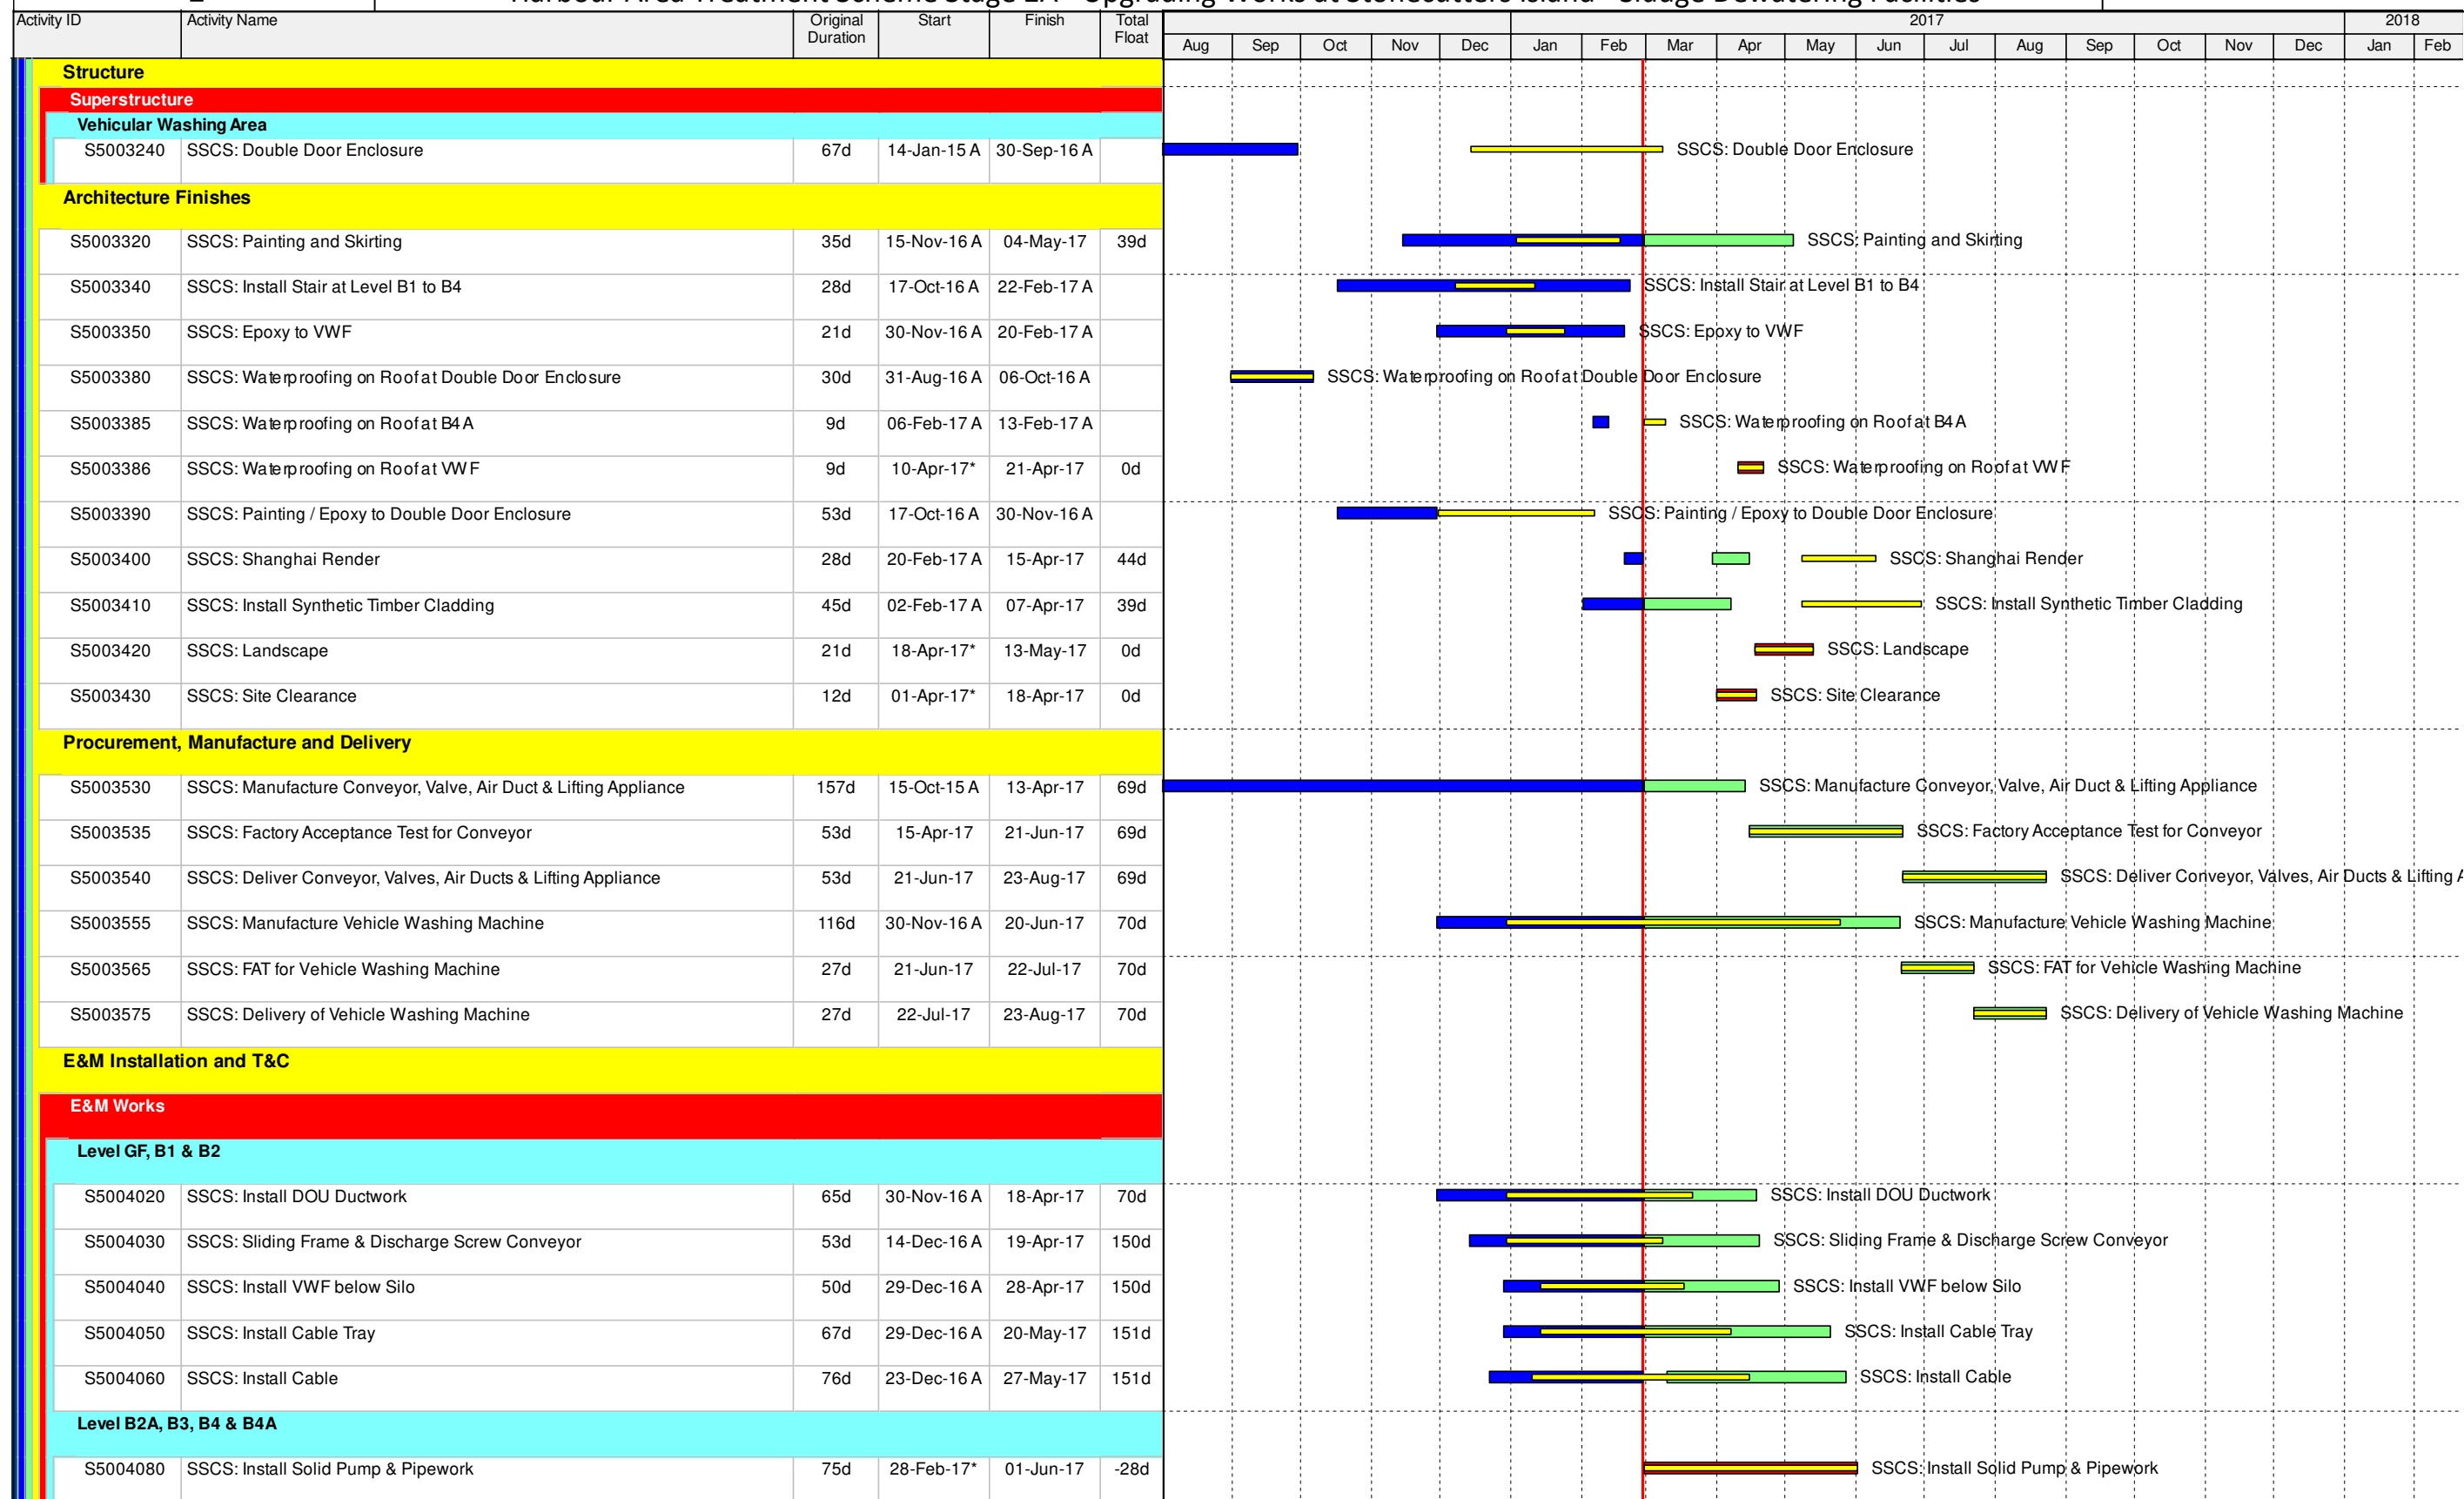 Harbour Area Treatment Scheme Stage 2A - Upgrading Works at Stonecutters Island - Sludge Dewatering Facilities
Activity ID Activity Name Original Duration Start Finish Total Float 2017 2018
Aug Sep Oct Nov Dec Jan Feb Mar Apr May Jun Jul Aug Sep Oct Nov Dec Jan Feb
Structure
Superstructure
Vehicular Washing Area
S5003240 SSCS: Double Door Enclosure 67d 14-Jan-15 A 30-Sep-16 A SSCS: Double Door Enclosure
Architecture Finishes
S5003320 SSCS: Painting and Skirting 35d 15-Nov-16 A 04-May-17 39d SSCS: Painting and Skirting
S5003340 SSCS: Install Stair at Level B1 to B4 28d 17-Oct-16 A 22-Feb-17 A SSCS: Install Stair at Level B1 to B4
S5003350 SSCS: Epoxy to VWF 21d 30-Nov-16 A 20-Feb-17 A SSCS: Epoxy to VWF
S5003380 SSCS: Waterproofing on Roof at Double Door Enclosure 30d 31-Aug-16 A 06-Oct-16 A SSCS: Waterproofing on Roof at Double Door Enclosure
S5003385 SSCS: Waterproofing on Roof at B4A 9d 06-Feb-17 A 13-Feb-17 A SSCS: Waterproofing on Roof at B4A
S5003386 SSCS: Waterproofing on Roof at VWF 9d 10-Apr-17* 21-Apr-17 0d SSCS: Waterproofing on Roof at VWF
S5003390 SSCS: Painting / Epoxy to Double Door Enclosure 53d 17-Oct-16 A 30-Nov-16 A SSCS: Painting / Epoxy to Double Door Enclosure
S5003400 SSCS: Shanghai Render 28d 20-Feb-17 A 15-Apr-17 44d SSCS: Shanghai Render
S5003410 SSCS: Install Synthetic Timber Cladding 45d 02-Feb-17 A 07-Apr-17 39d SSCS: Install Synthetic Timber Cladding
S5003420 SSCS: Landscape 21d 18-Apr-17* 13-May-17 0d SSCS: Landscape
S5003430 SSCS: Site Clearance 12d 01-Apr-17* 18-Apr-17 0d SSCS: Site Clearance
Procurement, Manufacture and Delivery
S5003530 SSCS: Manufacture Conveyor, Valve, Air Duct & Lifting Appliance 157d 15-Oct-15 A 13-Apr-17 69d SSCS: Manufacture Conveyor, Valve, Air Duct & Lifting Appliance
S5003535 SSCS: Factory Acceptance Test for Conveyor 53d 15-Apr-17 21-Jun-17 69d SSCS: Factory Acceptance Test for Conveyor
S5003540 SSCS: Deliver Conveyor, Valves, Air Ducts & Lifting Appliance 53d 21-Jun-17 23-Aug-17 69d SSCS: Deliver Conveyor, Valves, Air Ducts & Lifting A
S5003555 SSCS: Manufacture Vehicle Washing Machine 116d 30-Nov-16 A 20-Jun-17 70d SSCS: Manufacture Vehicle Washing Machine
S5003565 SSCS: FAT for Vehicle Washing Machine 27d 21-Jun-17 22-Jul-17 70d SSCS: FAT for Vehicle Washing Machine
S5003575 SSCS: Delivery of Vehicle Washing Machine 27d 22-Jul-17 23-Aug-17 70d SSCS: Delivery of Vehicle Washing Machine
E&M Installation and T&C
E&M Works
Level GF, B1 & B2
S5004020 SSCS: Install DOU Ductwork 65d 30-Nov-16 A 18-Apr-17 70d SSCS: Install DOU Ductwork
S5004030 SSCS: Sliding Frame & Discharge Screw Conveyor 53d 14-Dec-16 A 19-Apr-17 150d SSCS: Sliding Frame & Discharge Screw Conveyor
S5004040 SSCS: Install VWF below Silo 50d 29-Dec-16 A 28-Apr-17 150d SSCS: Install VWF below Silo
S5004050 SSCS: Install Cable Tray 67d 29-Dec-16 A 20-May-17 151d SSCS: Install Cable Tray
S5004060 SSCS: Install Cable 76d 23-Dec-16 A 27-May-17 151d SSCS: Install Cable
Level B2A, B3, B4 & B4A
S5004080 SSCS: Install Solid Pump & Pipework 75d 28-Feb-17* 01-Jun-17 -28d SSCS: Install Solid Pump & Pipework